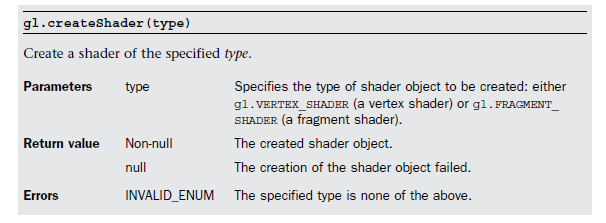 gl.createShader(type)
Create a shader of the specified type.
Parameters type Specifies the type of shader object to be created: either
gl.VERTEX_SHADER (a vertex shader) or gl.FRAGMENT_
SHADER (a fragment shader).
Return value Non-null The created shader object.
null The creation of the shader object failed.
Errors INVALID_ENUM The specified type is none of the above.